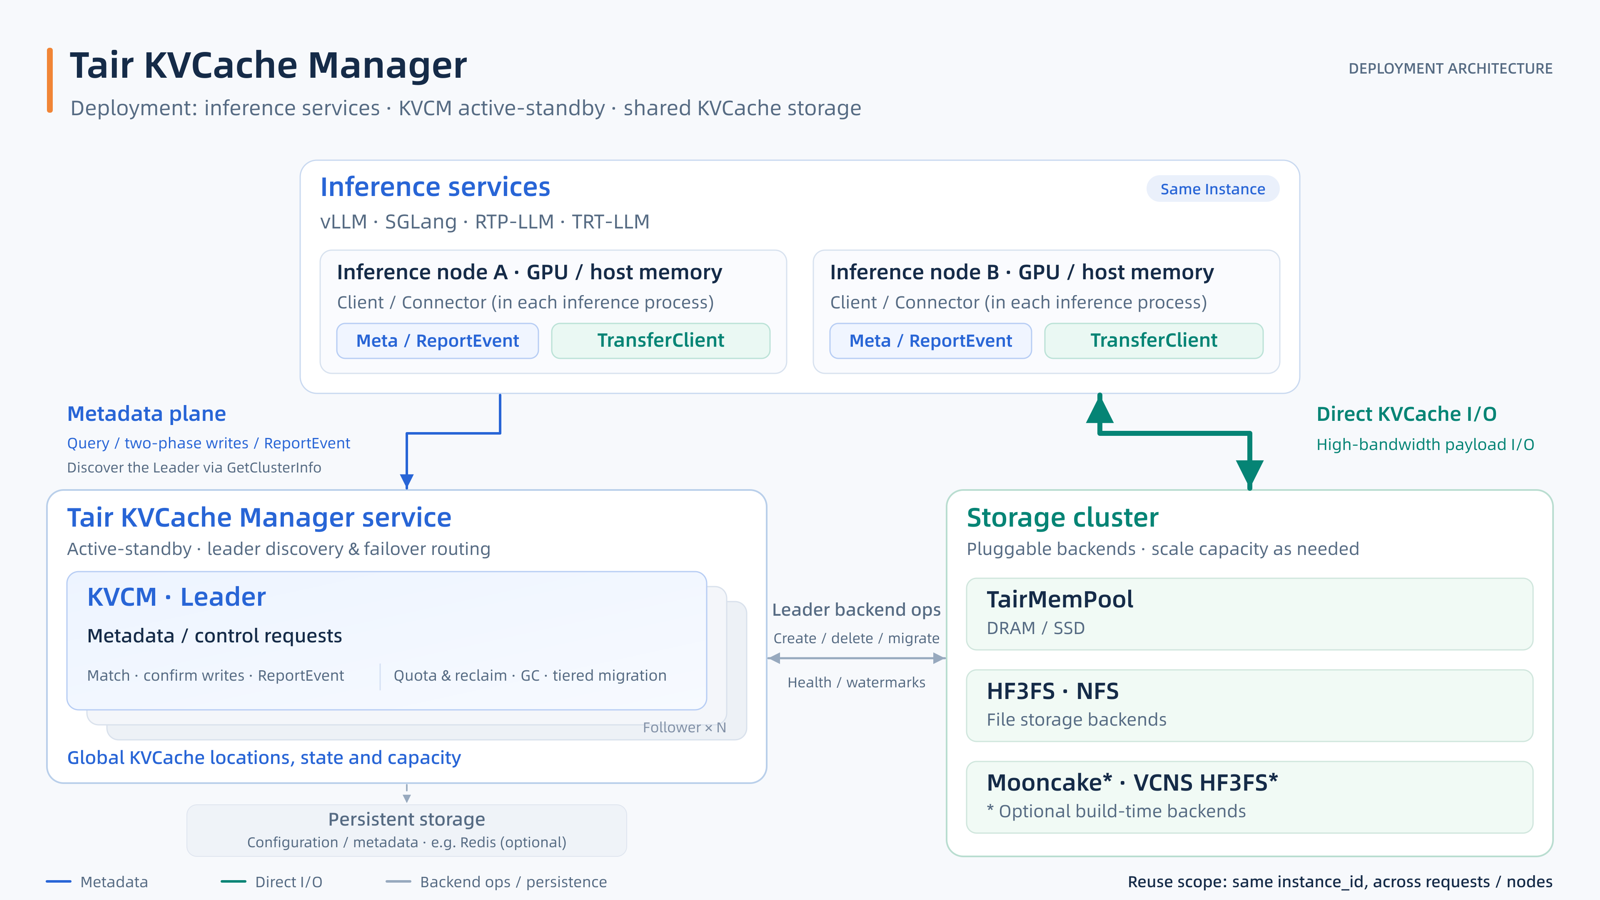 Tair KVCache Manager
DEPLOYMENT ARCHITECTURE
Deployment: inference services · KVCM active-standby · shared KVCache storage
Inference services
Same Instance
vLLM · SGLang · RTP-LLM · TRT-LLM
Inference node A · GPU / host memory
Client / Connector (in each inference process)
Meta / ReportEvent
TransferClient
Inference node B · GPU / host memory
Client / Connector (in each inference process)
Meta / ReportEvent
TransferClient
Metadata plane
Query / two-phase writes / ReportEvent
Discover the Leader via GetClusterInfo
Direct KVCache I/O
High-bandwidth payload I/O
Tair KVCache Manager service
Active-standby · leader discovery & failover routing
KVCM · Leader
Metadata / control requests
Match · confirm writes · ReportEvent
Quota & reclaim · GC · tiered migration
Follower × N
Global KVCache locations, state and capacity
Leader backend ops
Create / delete / migrate
Health / watermarks
Storage cluster
Pluggable backends · scale capacity as needed
TairMemPool
DRAM / SSD
HF3FS · NFS
File storage backends
Mooncake* · VCNS HF3FS*
* Optional build-time backends
Persistent storage
Configuration / metadata · e.g. Redis (optional)
Metadata
Direct I/O
Backend ops / persistence
Reuse scope: same instance_id, across requests / nodes